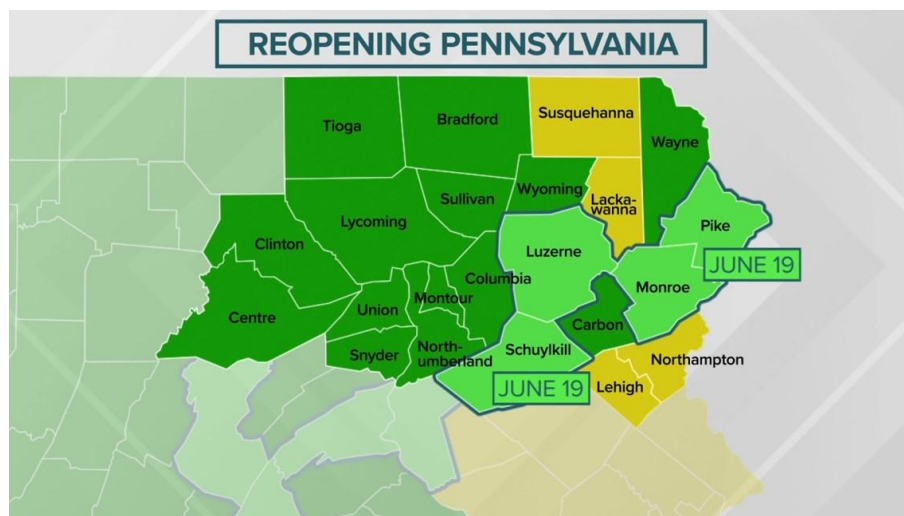 REOPENING PENNSYLVANIA
Tioga
Bradford
Susquehanna
Wayne
Wyoming
Sullivan
Lacka-
wanna
Lycoming
Pike
Clinton
Luzerne
JUNE 19
Columbia
Monroe
Montour
Union
Centre
Carbon
North-
umberland
Schuylkill
Snyder
Northampton
Lehigh
JUNE 19